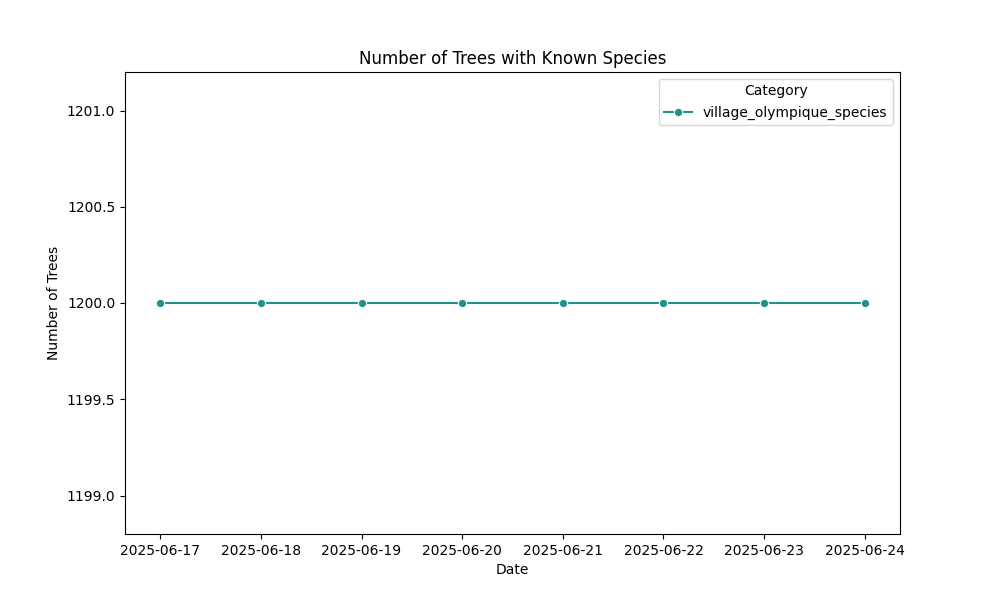 Number of Trees with Known Species
Category
village_olympique_species
1201.0
1200.5
1200.0
1199.5
1199.0
Number of Trees
2025-06-17 2025-06-18 2025-06-19 2025-06-20 2025-06-21 2025-06-22 2025-06-23 2025-06-24
Date